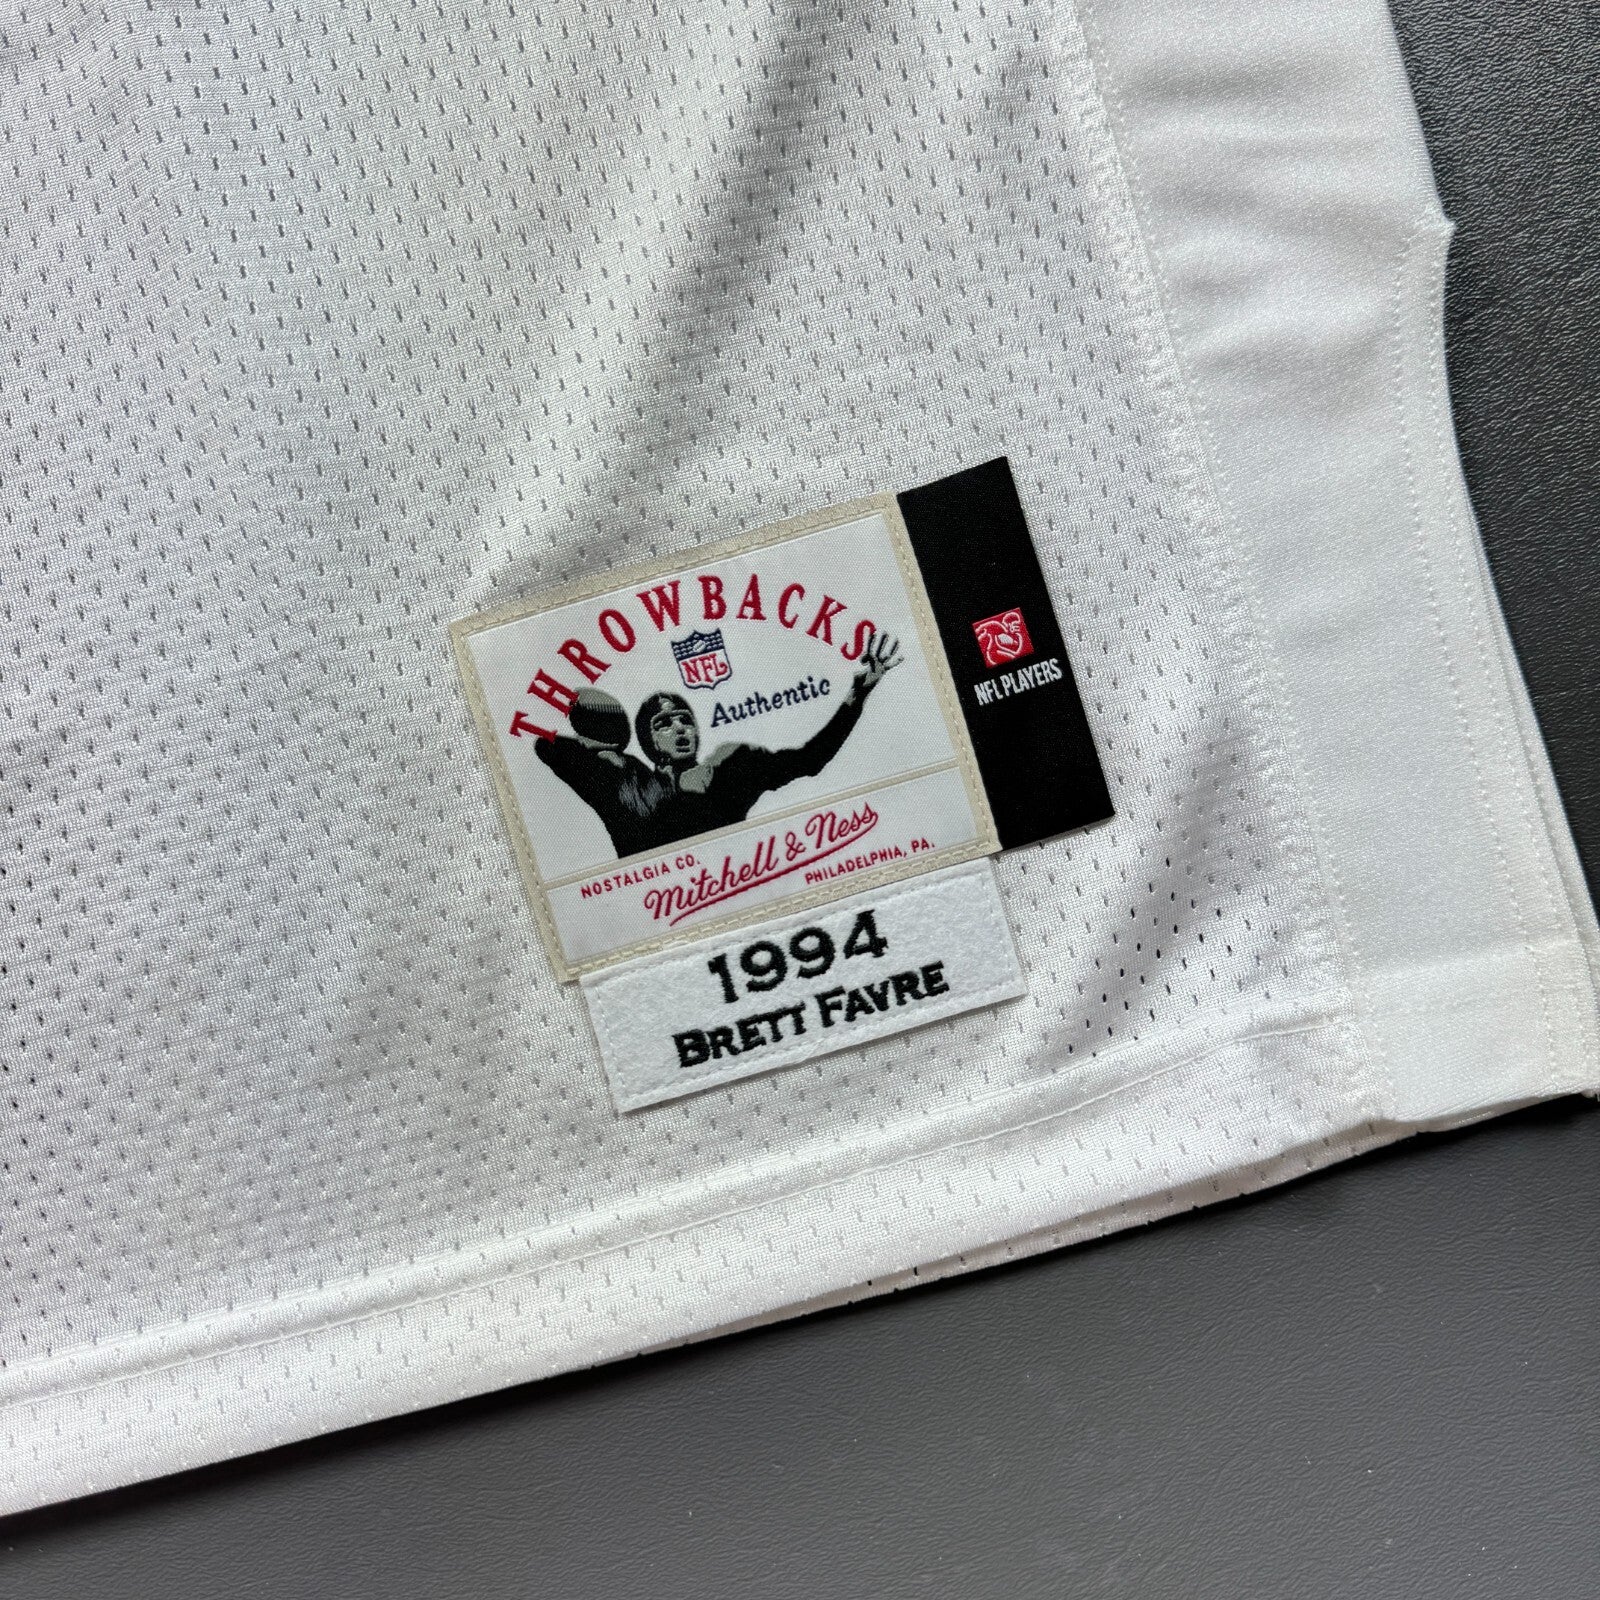 THROWBACKS
NFL
Authentic
NFL PLAYERS
NOSTALGIA CO.
Mitchell & Ness
PHILADELPHIA, PA.
1994
BRETT FAVRE